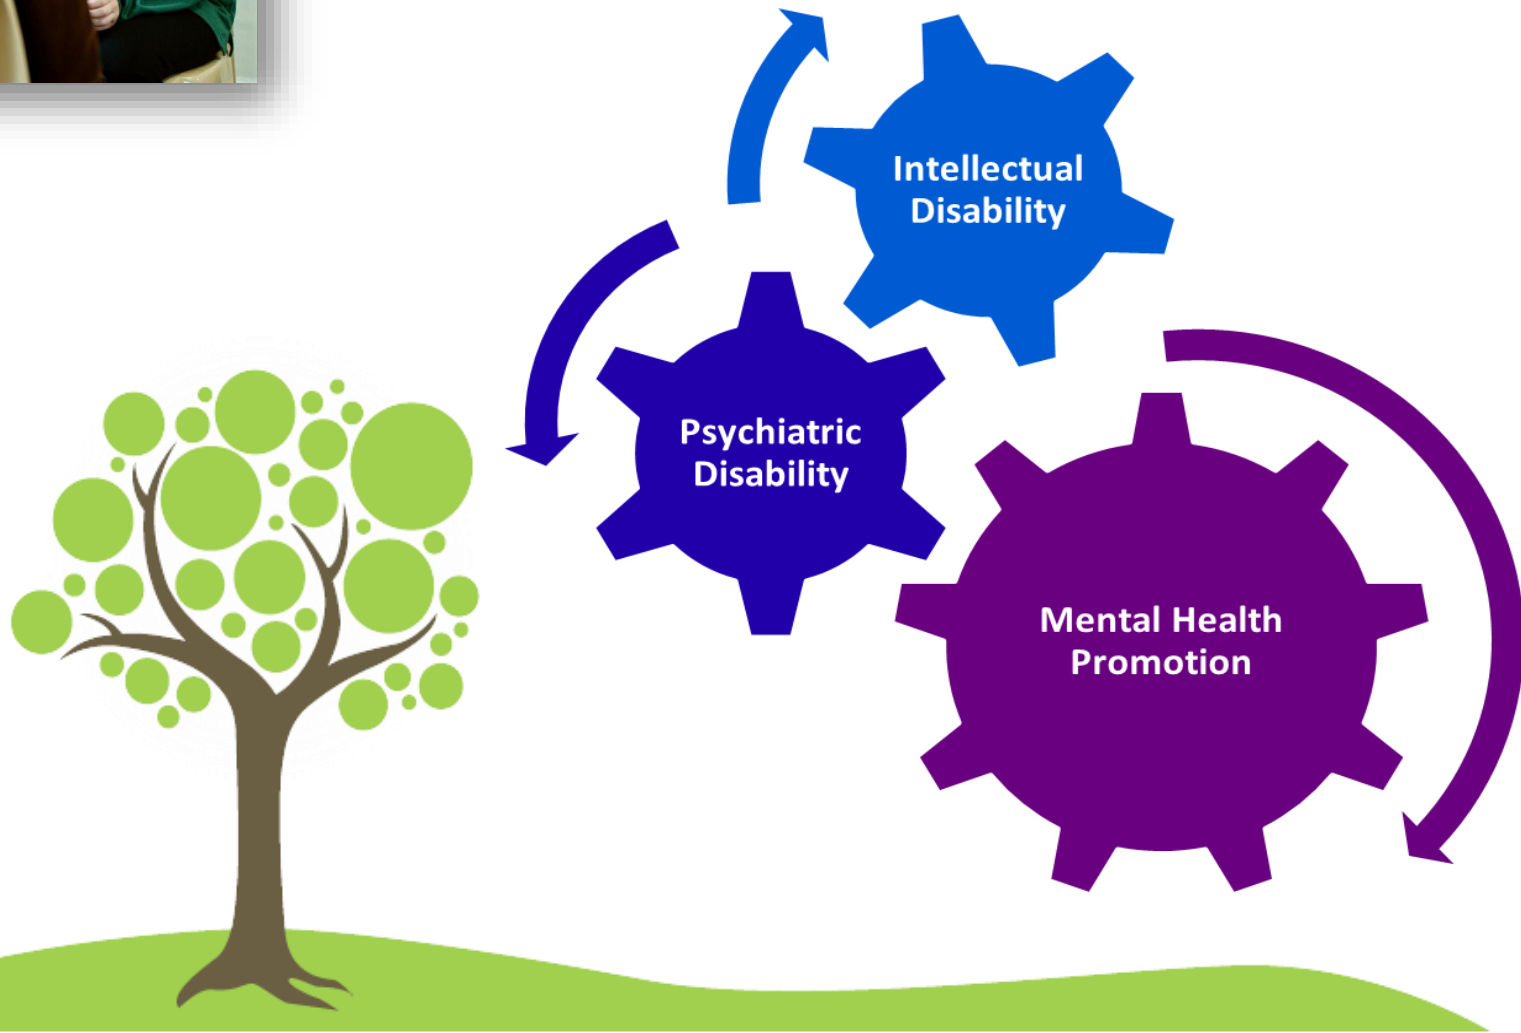 Intellectual
Disability
Psychiatric
Disability
Mental Health
Promotion